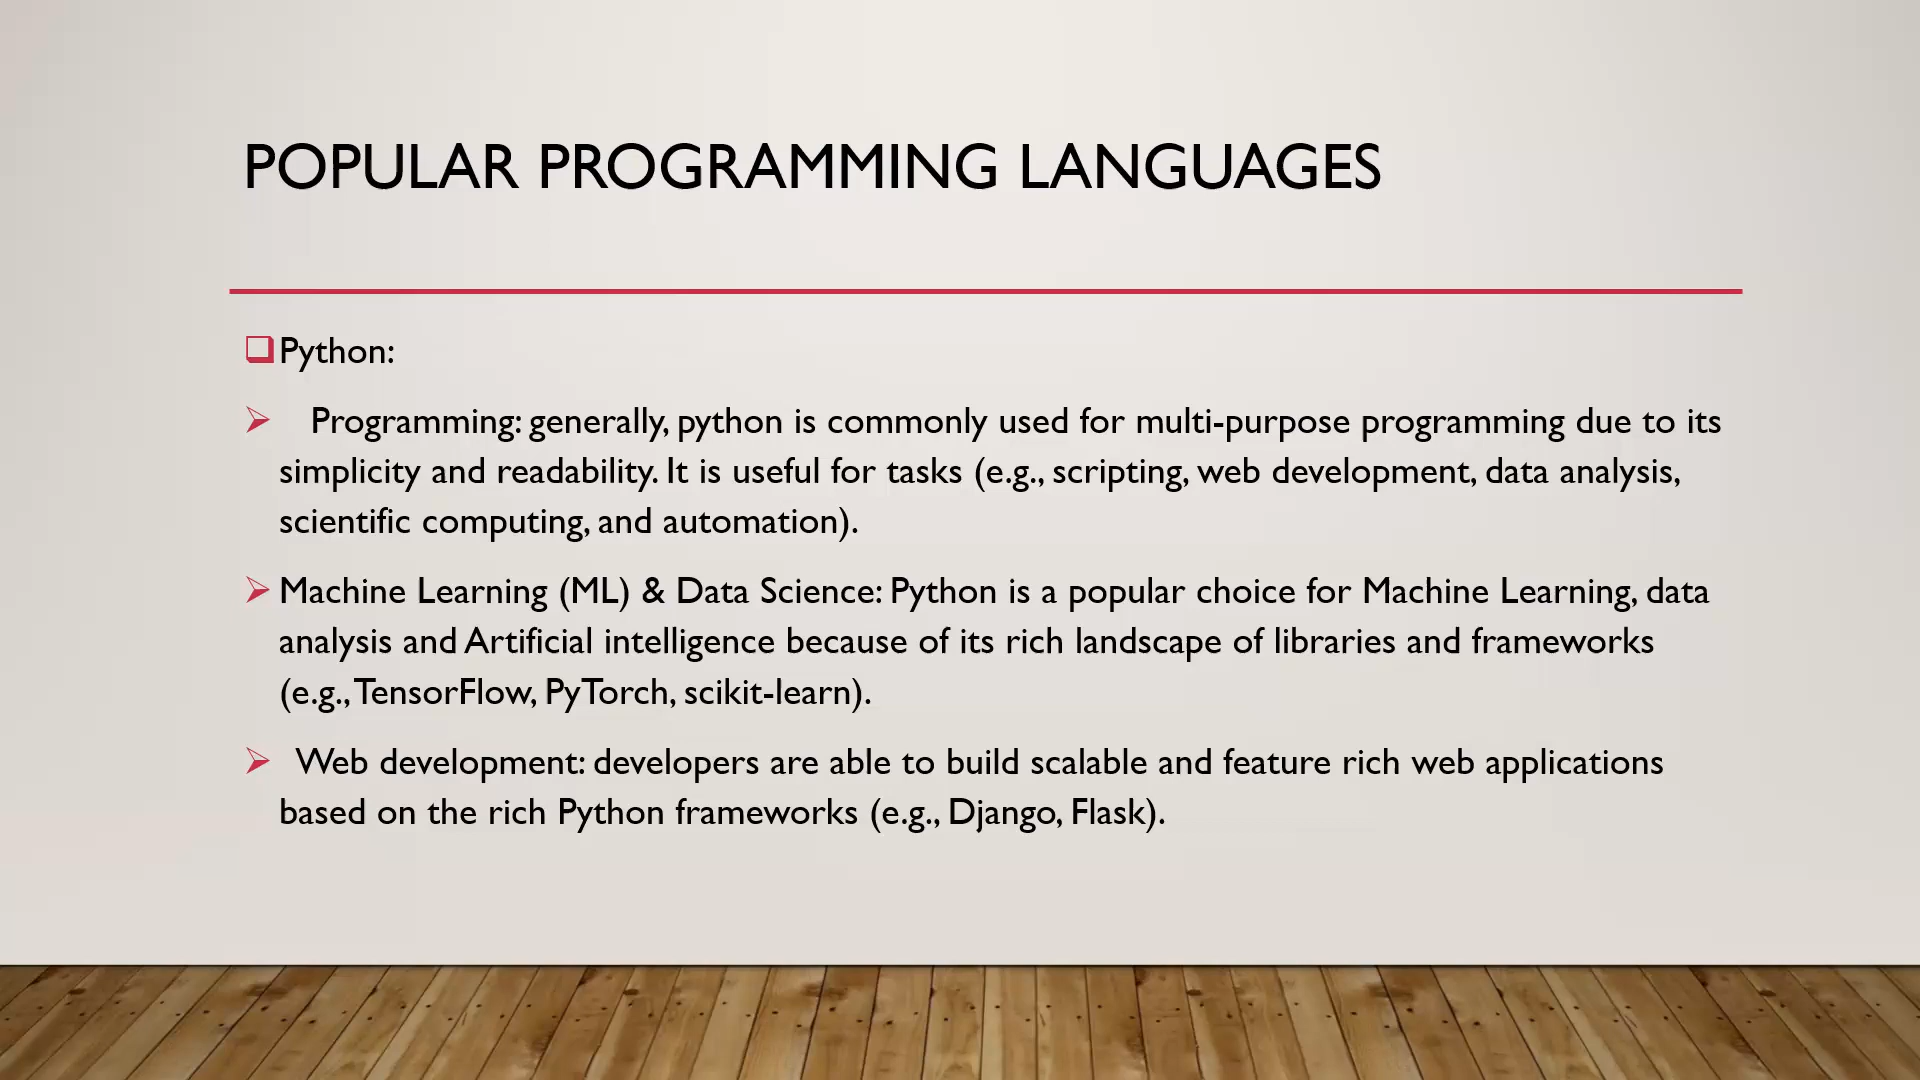 POPULAR PROGRAMMING LANGUAGES
Python:
Programming: generally, python is commonly used for multi-purpose programming due to its
simplicity and readability. It is useful for tasks (e.g., scripting, web development, data analysis,
scientific computing, and automation).
Machine Learning (ML) & Data Science: Python is a popular choice for Machine Learning, data
analysis and Artificial intelligence because of its rich landscape of libraries and frameworks
(e.g., TensorFlow, PyTorch, scikit-learn).
Web development: developers are able to build scalable and feature rich web applications
based on the rich Python frameworks (e.g., Django, Flask).